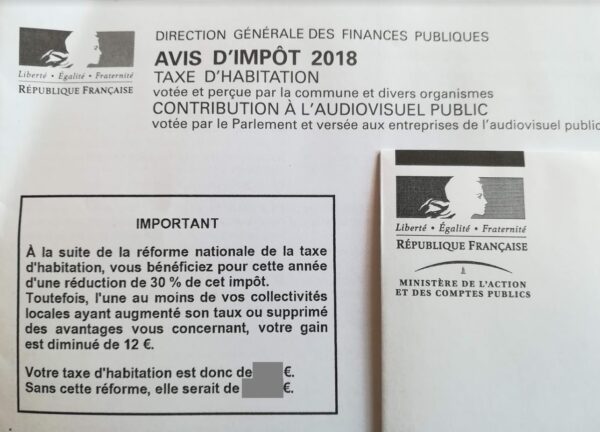 Liberté • Égalité • Fraternité
RÉPUBLIQUE FRANÇAISE
DIRECTION GÉNÉRALE DES FINANCES PUBLIQUES
AVIS D'IMPÔT 2018
TAXE D'HABITATION
votée et perçue par la commune et divers organismes
CONTRIBUTION À L'AUDIOVISUEL PUBLIC
votée par le Parlement et versée aux entreprises de l'audiovisuel public
IMPORTANT
À la suite de la réforme nationale de la taxe
d'habitation, vous bénéficiez pour cette année
d'une réduction de 30 % de cet impôt.
Toutefois, l'une au moins de vos collectivités
locales ayant augmenté son taux ou supprimé
des avantages vous concernant, votre gain
est diminué de 12 €.
Votre taxe d'habitation est donc de €.
Sans cette réforme, elle serait de €.
Liberté • Égalité • Fraternité
RÉPUBLIQUE FRANÇAISE
MINISTÈRE DE L'ACTION
ET DES COMPTES PUBLICS